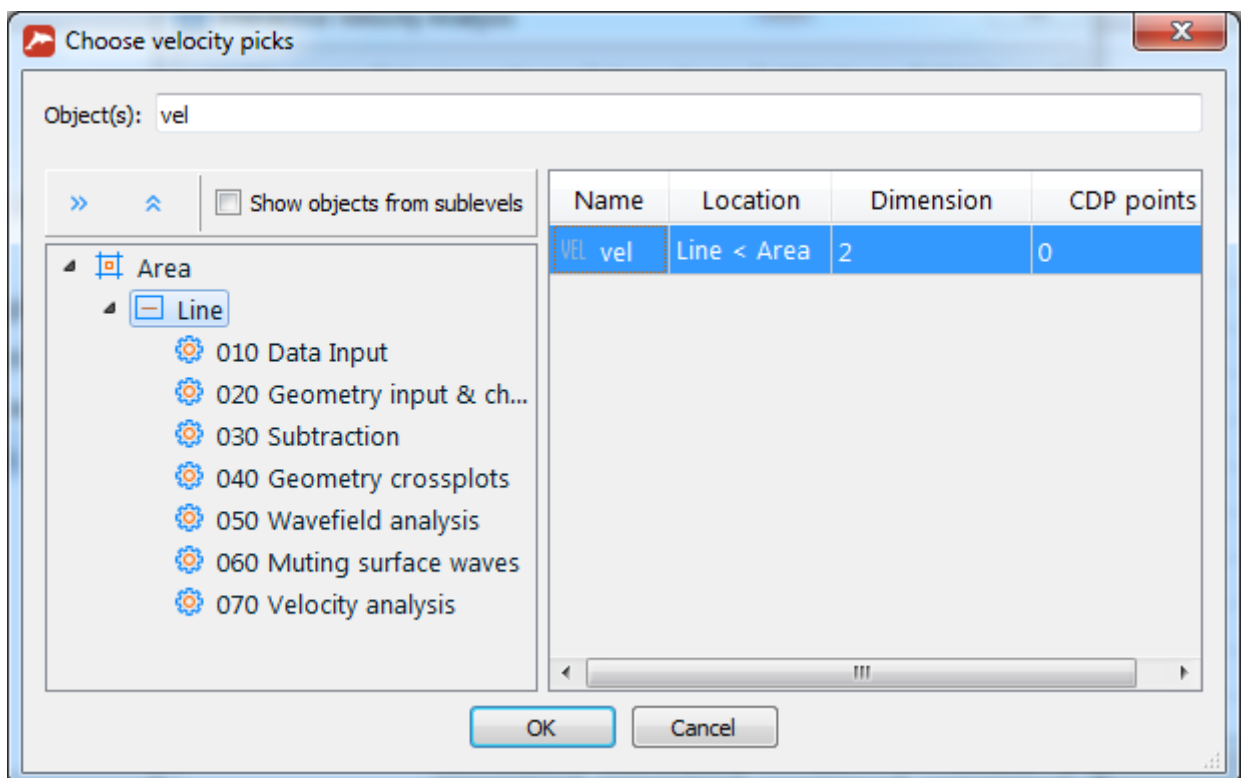 Choose velocity picks
Object(s): vel
Show objects from sublevels
Name Location Dimension CDP points
VEL vel Line < Area 2 0
Area
Line
010 Data Input
020 Geometry input & ch...
030 Subtraction
040 Geometry crossplots
050 Wavefield analysis
060 Muting surface waves
070 Velocity analysis
OK Cancel